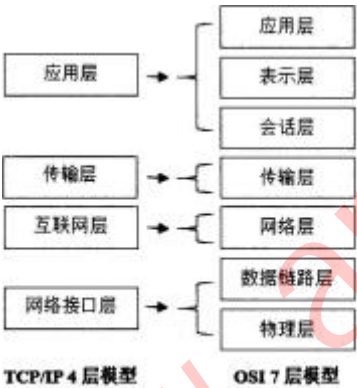 应用层
应用层
表示层
会话层
传输层
传输层
互联网层
网络层
网络接口层
数据链路层
物理层
TCP/IP 4 层模型
OSI 7 层模型